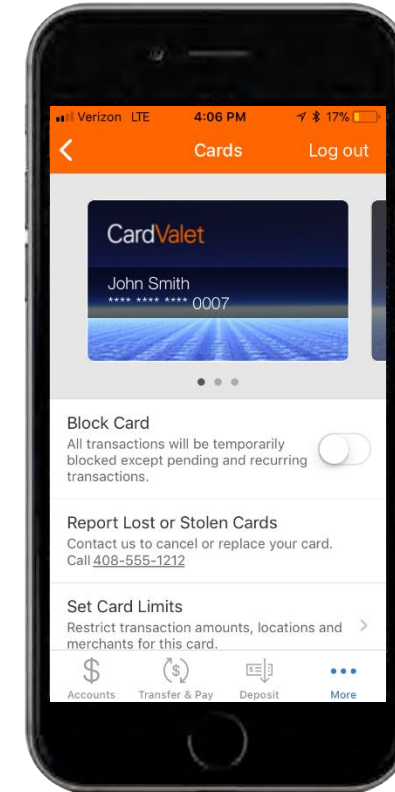 Verizon LTE 4:06 PM 17%
Cards Log out
CardValet
John Smith
**** **** **** 0007
Block Card
All transactions will be temporarily
blocked except pending and recurring
transactions.
Report Lost or Stolen Cards
Contact us to cancel or replace your card.
Call 408-555-1212
Set Card Limits
Restrict transaction amounts, locations and
merchants for this card.
Accounts Transfer & Pay Deposit More